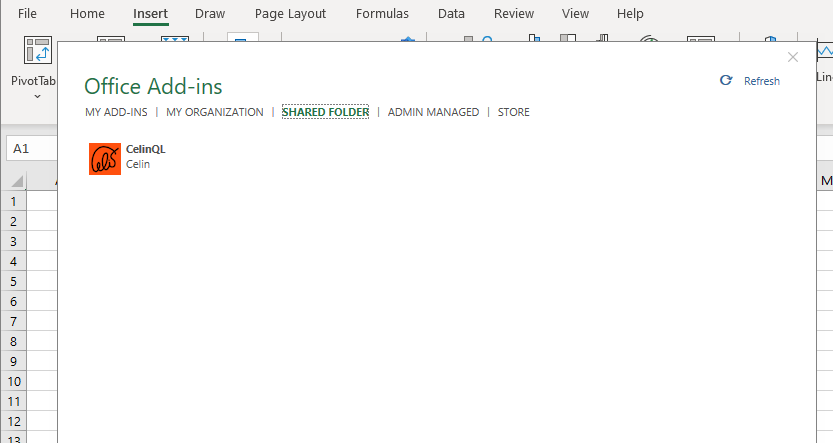 File Home Insert Draw Page Layout Formulas Data Review View Help
PivotTab
Office Add-ins
Refresh
MY ADD-INS | MY ORGANIZATION | SHARED FOLDER | ADMIN MANAGED | STORE
A1
CelinQL
Celin
M
1
2
3
4
5
6
7
8
9
10
11
12
13